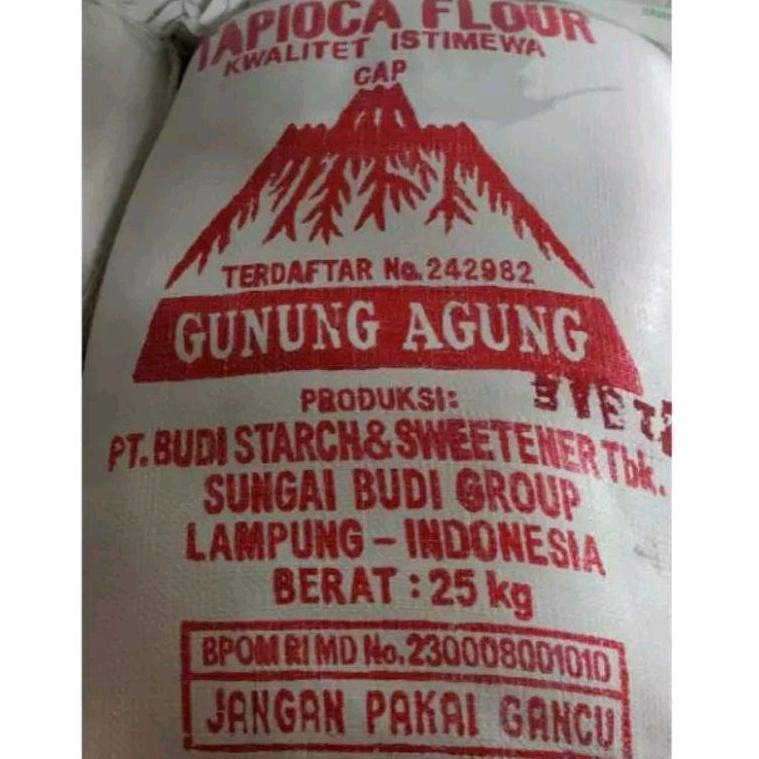 TAPIOCA FLOUR
KWALITET ISTIMEWA
CAP
TERDAFTAR No. 242982
GUNUNG AGUNG
PRODUKSI:
PT. BUDI STARCH & SWEETENER Tbk.
SUNGAI BUDI GROUP
LAMPUNG - INDONESIA
BERAT : 25 kg
BPOM RI MD No. 230008001010
JANGAN PAKAI GANCU